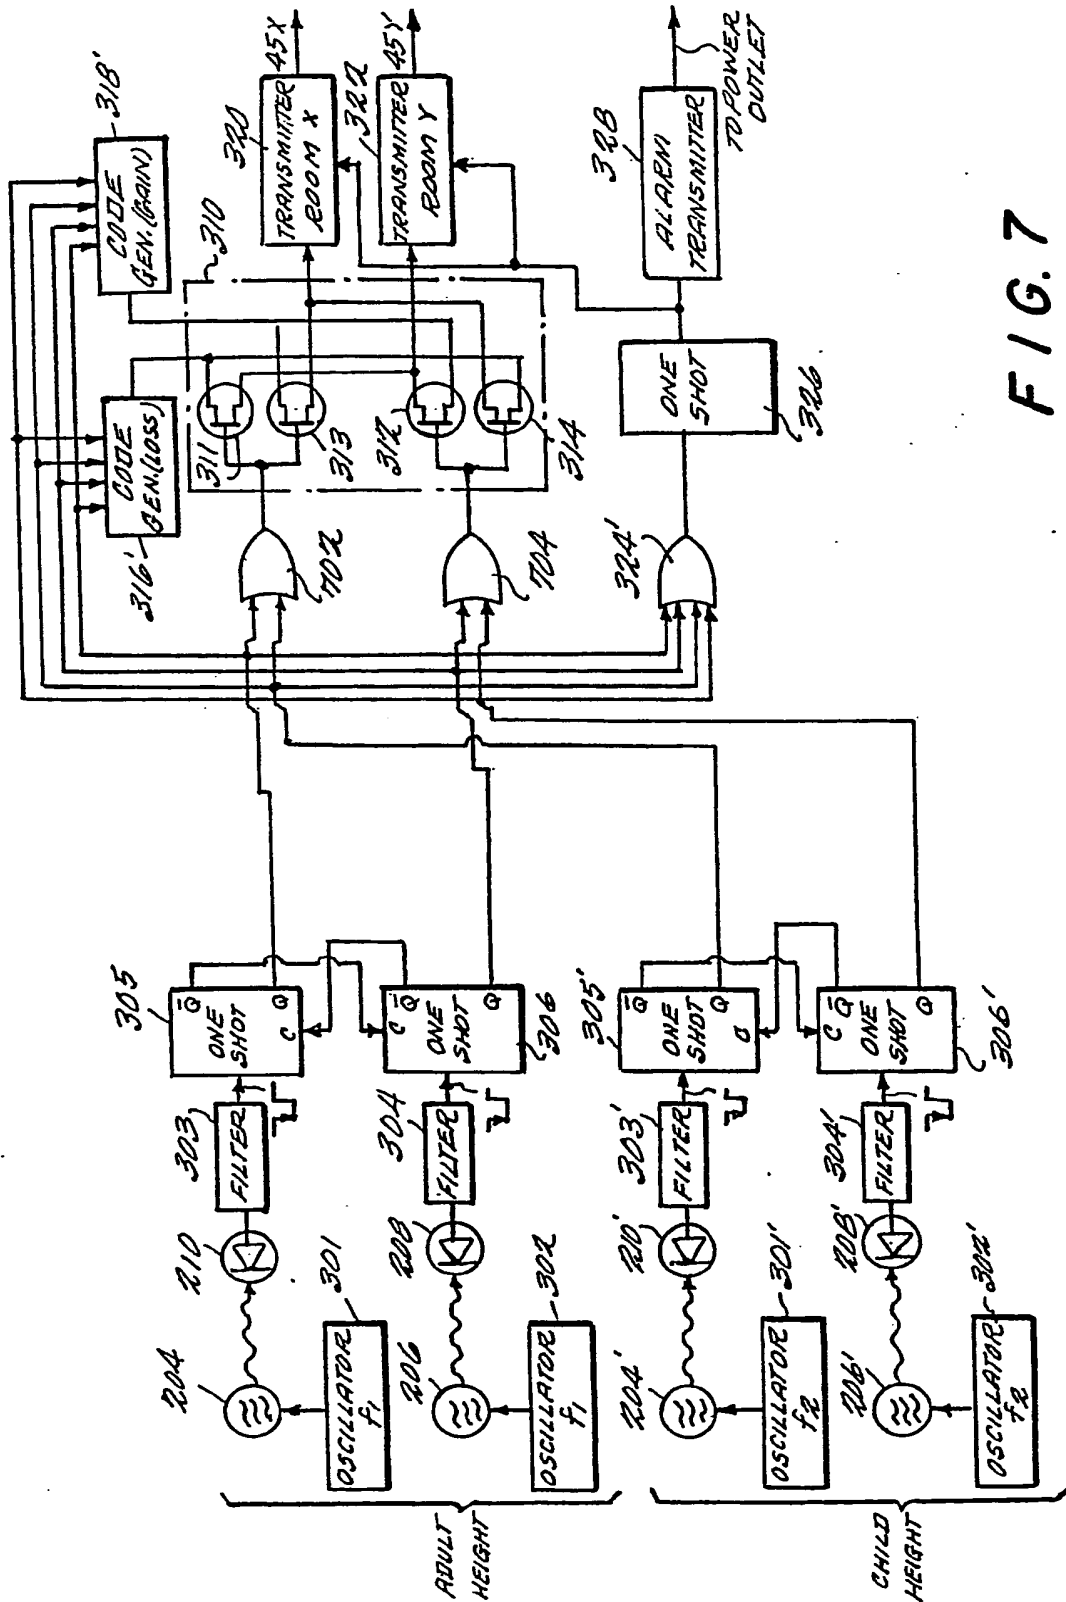 ADULT
HEIGHT
CHILD
HEIGHT
204
210
303
FILTER
305
ONE
SHOT
Q̄
Q
C
301
OSCILLATOR
f1
206
208
304
FILTER
306
ONE
SHOT
C
Q̄
Q
302
OSCILLATOR
f1
204'
210'
303'
FILTER
305'
ONE
SHOT
Q̄
Q
C
301'
OSCILLATOR
f2
206'
208'
304'
FILTER
306'
ONE
SHOT
C
Q̄
Q
302'
OSCILLATOR
f2
316'
CODE
GEN.(LOSS)
318'
CODE
GEN.(GAIN)
702
704
324'
310
311
313
312
314
320
TRANSMITTER
ROOM X
45X
322
TRANSMITTER
ROOM Y
45Y
ONE
SHOT
326
328
ALARM
TRANSMITTER
TO POWER
OUTLET
FIG. 7